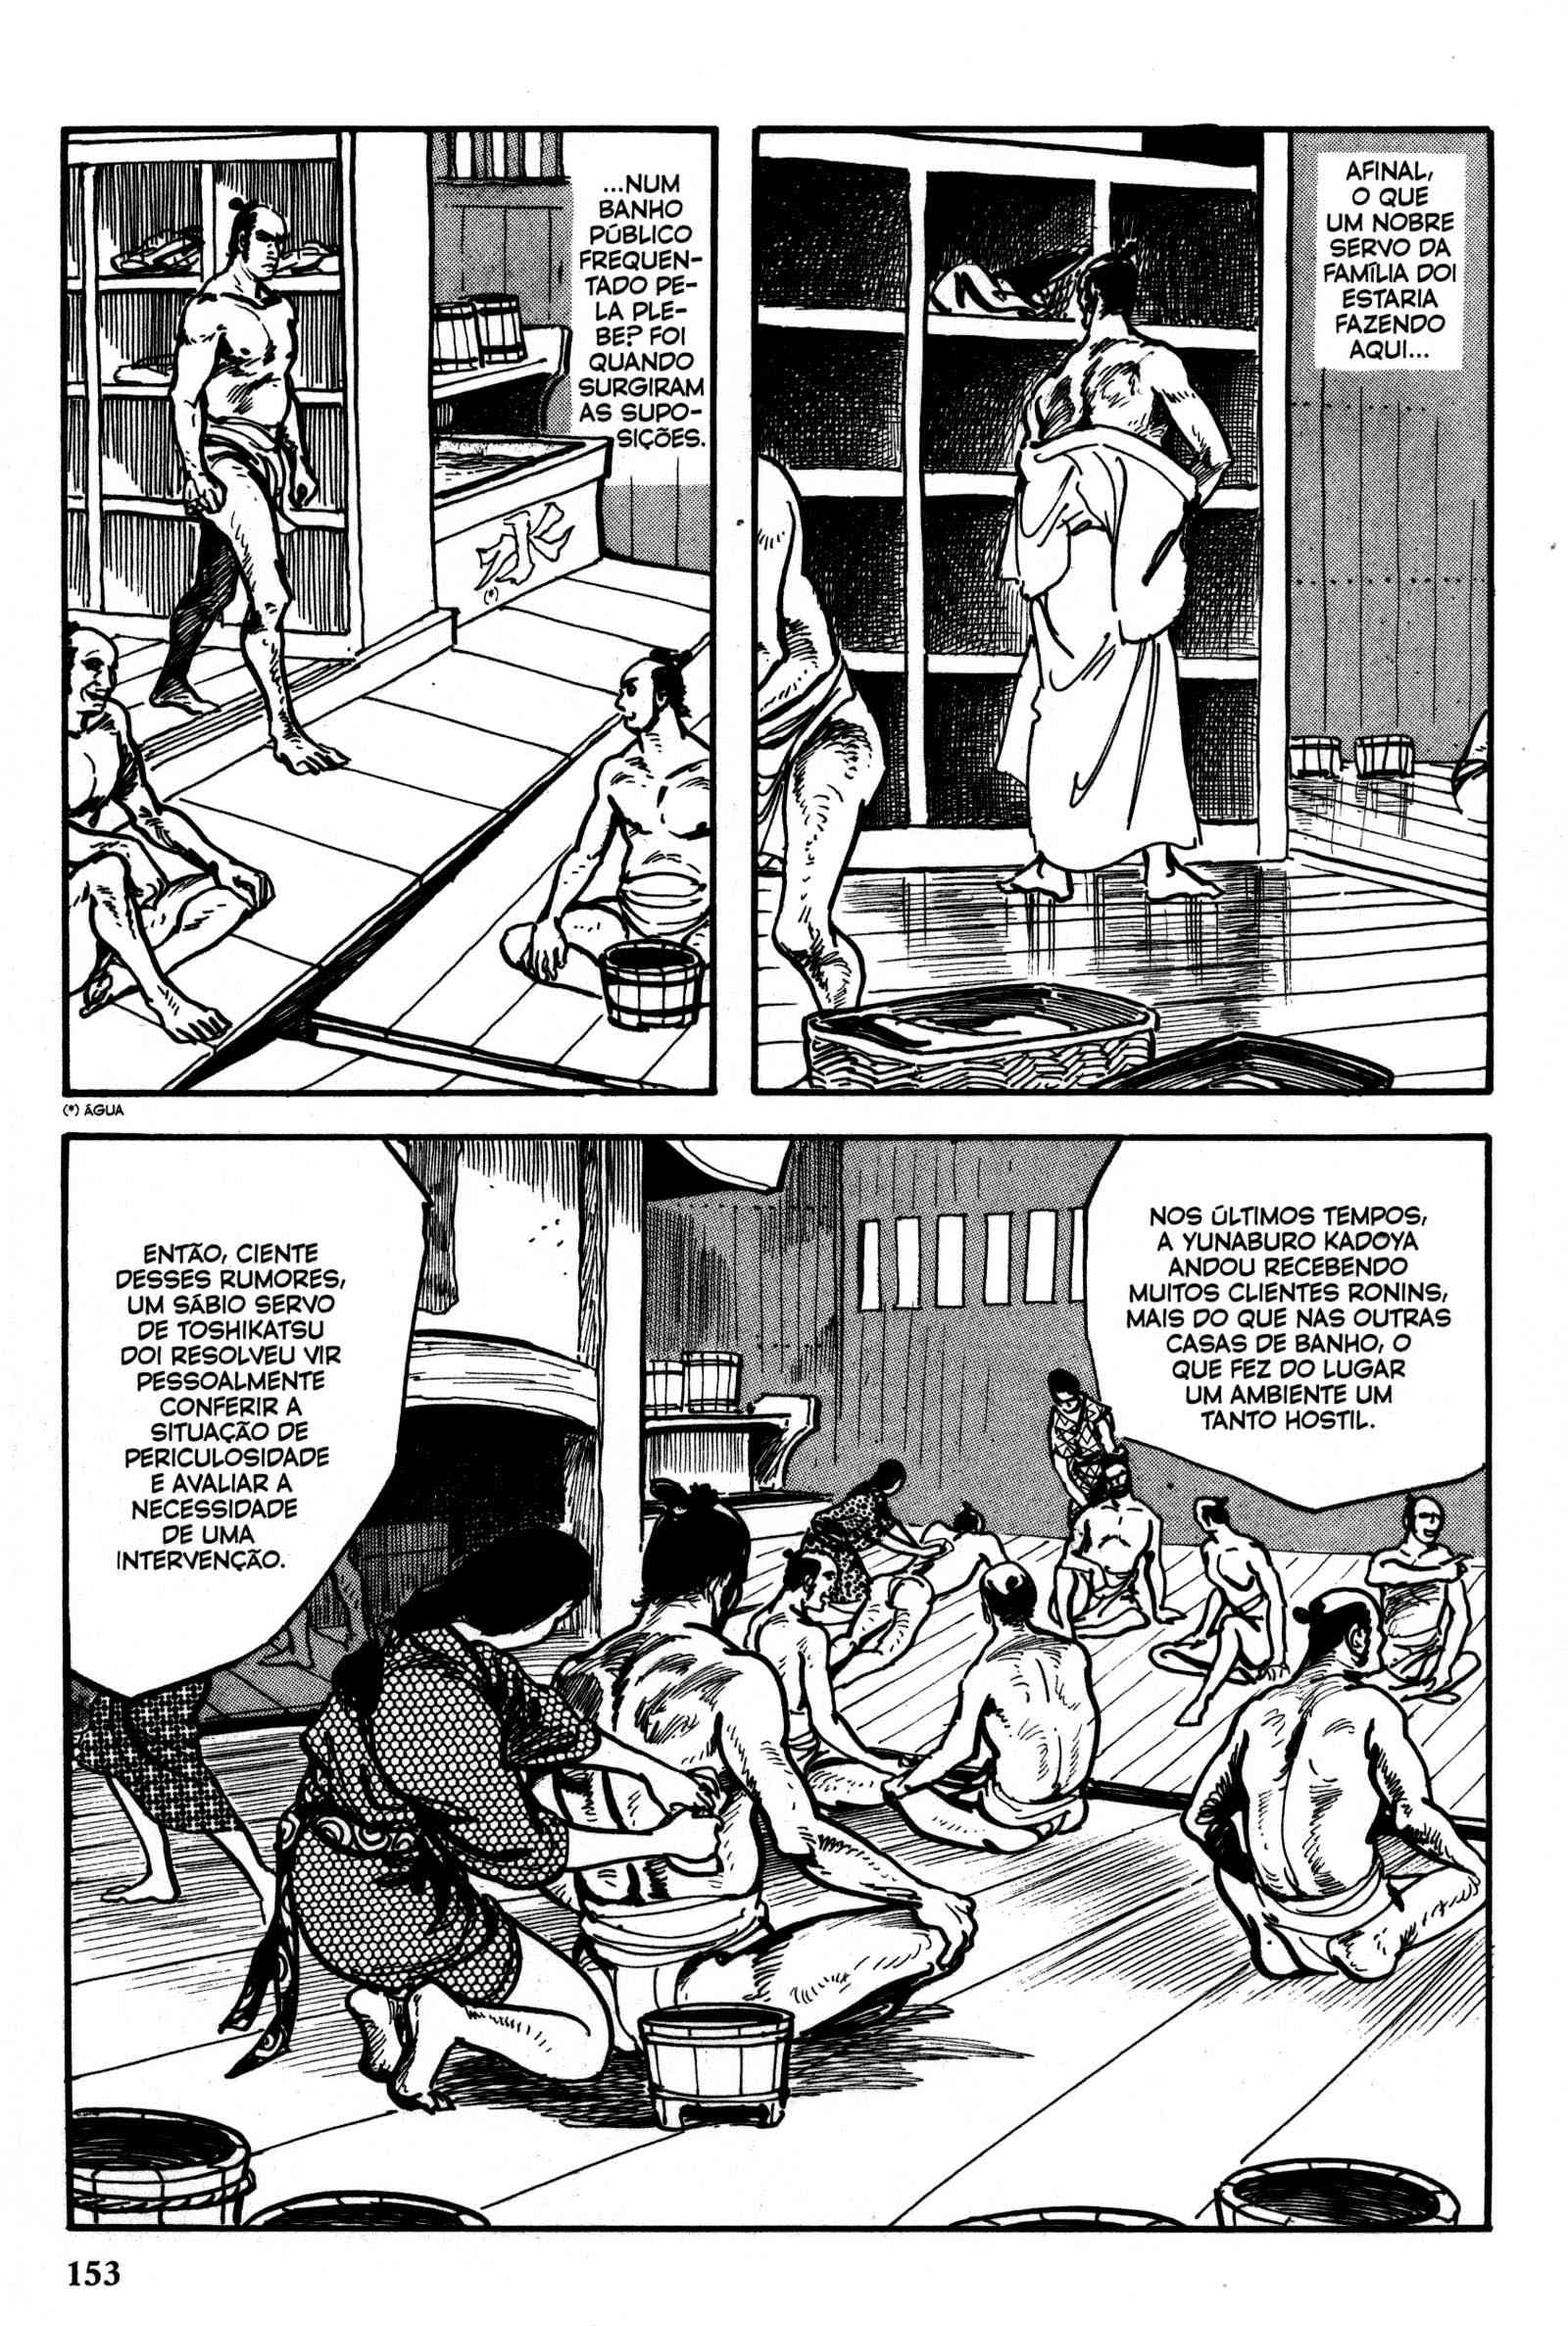 AFINAL,
O QUE
UM NOBRE
SERVO DA
FAMÍLIA DOI
ESTARIA
FAZENDO
AQUI...
...NUM
BANHO
PÚBLICO
FREQUEN-
TADO PE-
LA PLE-
BE? FOI
QUANDO
SURGIRAM
AS SUPO-
SIÇÕES.
水
(*)
(*) ÁGUA
NOS ÚLTIMOS TEMPOS,
A YUNABURO KADOYA
ANDOU RECEBENDO
MUITOS CLIENTES RONINS,
MAIS DO QUE NAS OUTRAS
CASAS DE BANHO, O
QUE FEZ DO LUGAR
UM AMBIENTE UM
TANTO HOSTIL.
ENTÃO, CIENTE
DESSES RUMORES,
UM SÁBIO SERVO
DE TOSHIKATSU
DOI RESOLVEU VIR
PESSOALMENTE
CONFERIR A
SITUAÇÃO DE
PERICULOSIDADE
E AVALIAR A
NECESSIDADE
DE UMA
INTERVENÇÃO.
153